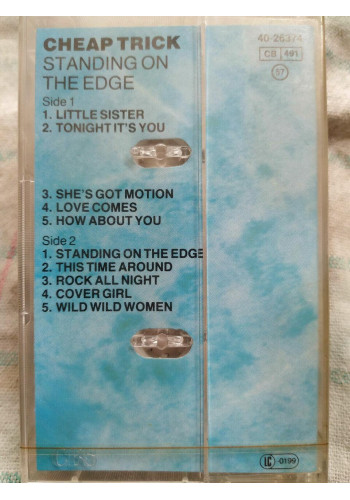 CHEAP TRICK
STANDING ON
THE EDGE
40-26374
CB 491
57
Side 1
1. LITTLE SISTER
2. TONIGHT IT'S YOU
3. SHE'S GOT MOTION
4. LOVE COMES
5. HOW ABOUT YOU
Side 2
1. STANDING ON THE EDGE
2. THIS TIME AROUND
3. ROCK ALL NIGHT
4. COVER GIRL
5. WILD WILD WOMEN
LC 0199